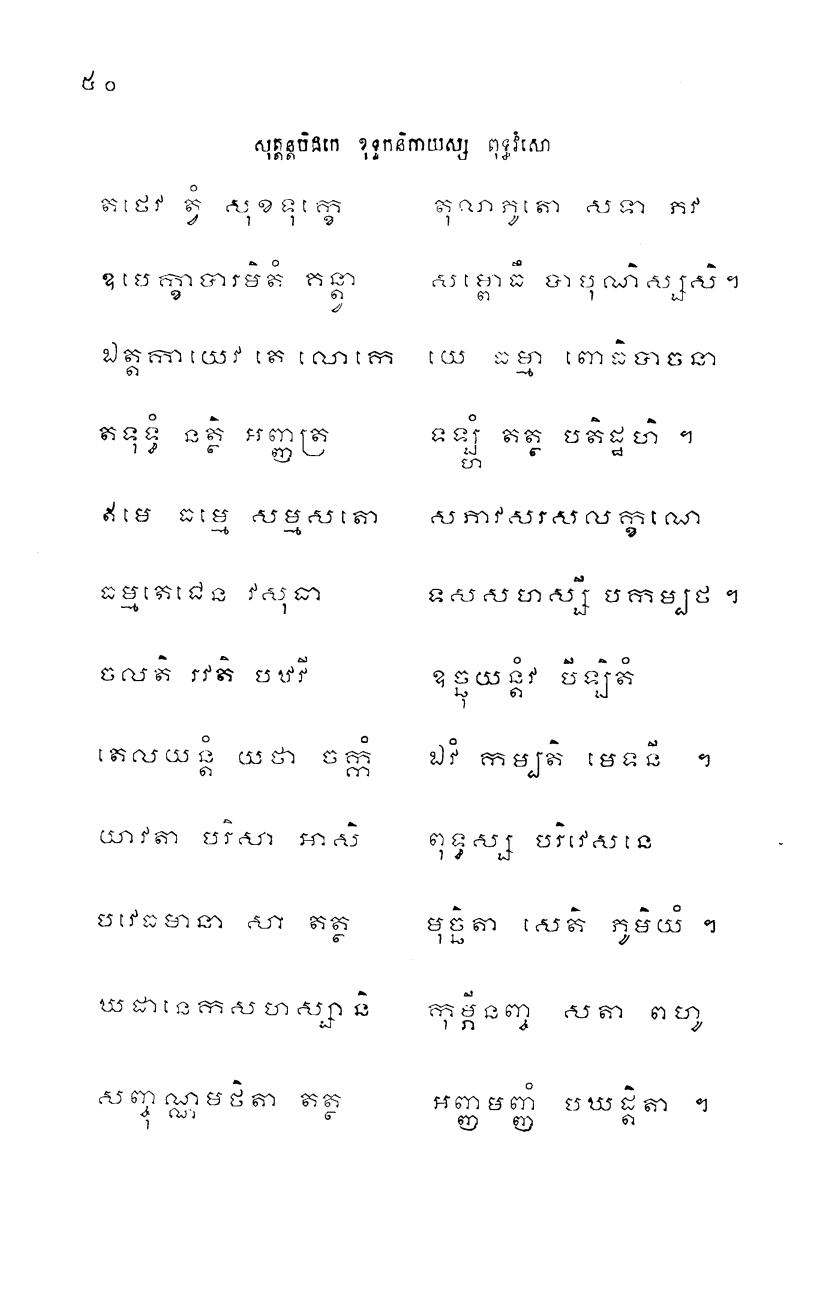 ៥០
សុត្តន្តបិដកេ ខុទ្ទកនិកាយស្ស ពុទ្ធវំសោ
តថេវ ត្វំ សុខទុក្ខេ តុលាភូតោ សទា ភវ
ឧបេក្ខាបារមិតំ គន្ត្វា សម្ពោធឹ បាបុណិស្សសិ។
ឯត្តកាយេវ តេ លោកេ យេ ធម្មា ពោធិបាចនា
តទុទ្ធំ នត្ថិ អញ្ញត្រ ទឡ្ហំ តត្ថ បតិដ្ឋហិ ។
ឥមេ ធម្មេ សម្មសតោ សភាវសរសលក្ខណេ
ធម្មតេជេន វសុធា ទសសហស្សី បកម្បថ ។
ចលតិ រវតិ បឋវី ឧច្ឆុយន្តំវ បីឡិតំ
តេលយន្តំ យថា ចក្កំ ឯវំ កម្បតិ មេទនី ។
យាវតា បរិសា អាសិ ពុទ្ធស្ស បរិវេសនេ
បវេធមានា សា តត្ថ មុច្ឆិតា សេតិ ភូមិយំ ។
ឃដានេកសហស្សានិ កុម្ភីនញ្ច សតា ពហូ
សញ្ចុណ្ណមថិតា តត្ថ អញ្ញមញ្ញំ បឃដ្តិតា ។